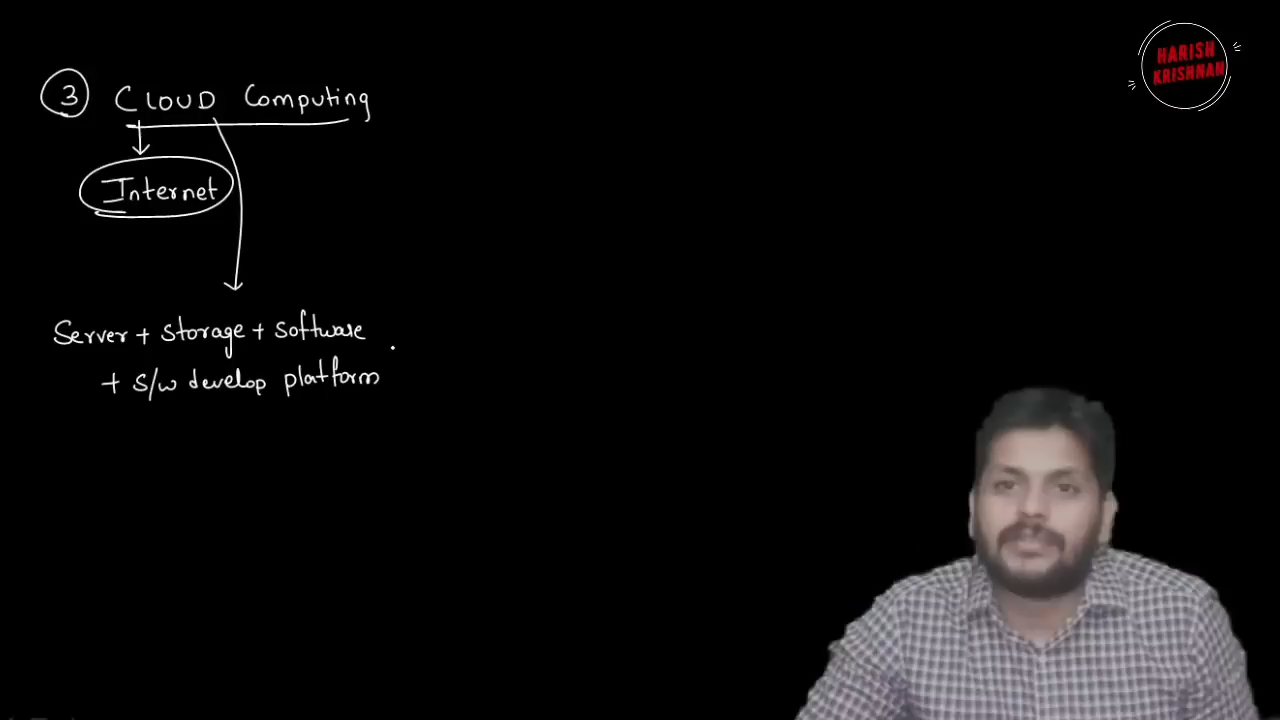 3 CLOUD Computing
Internet
Server + storage + software
+ s/w develop platform
HARISH
KRISHNAN